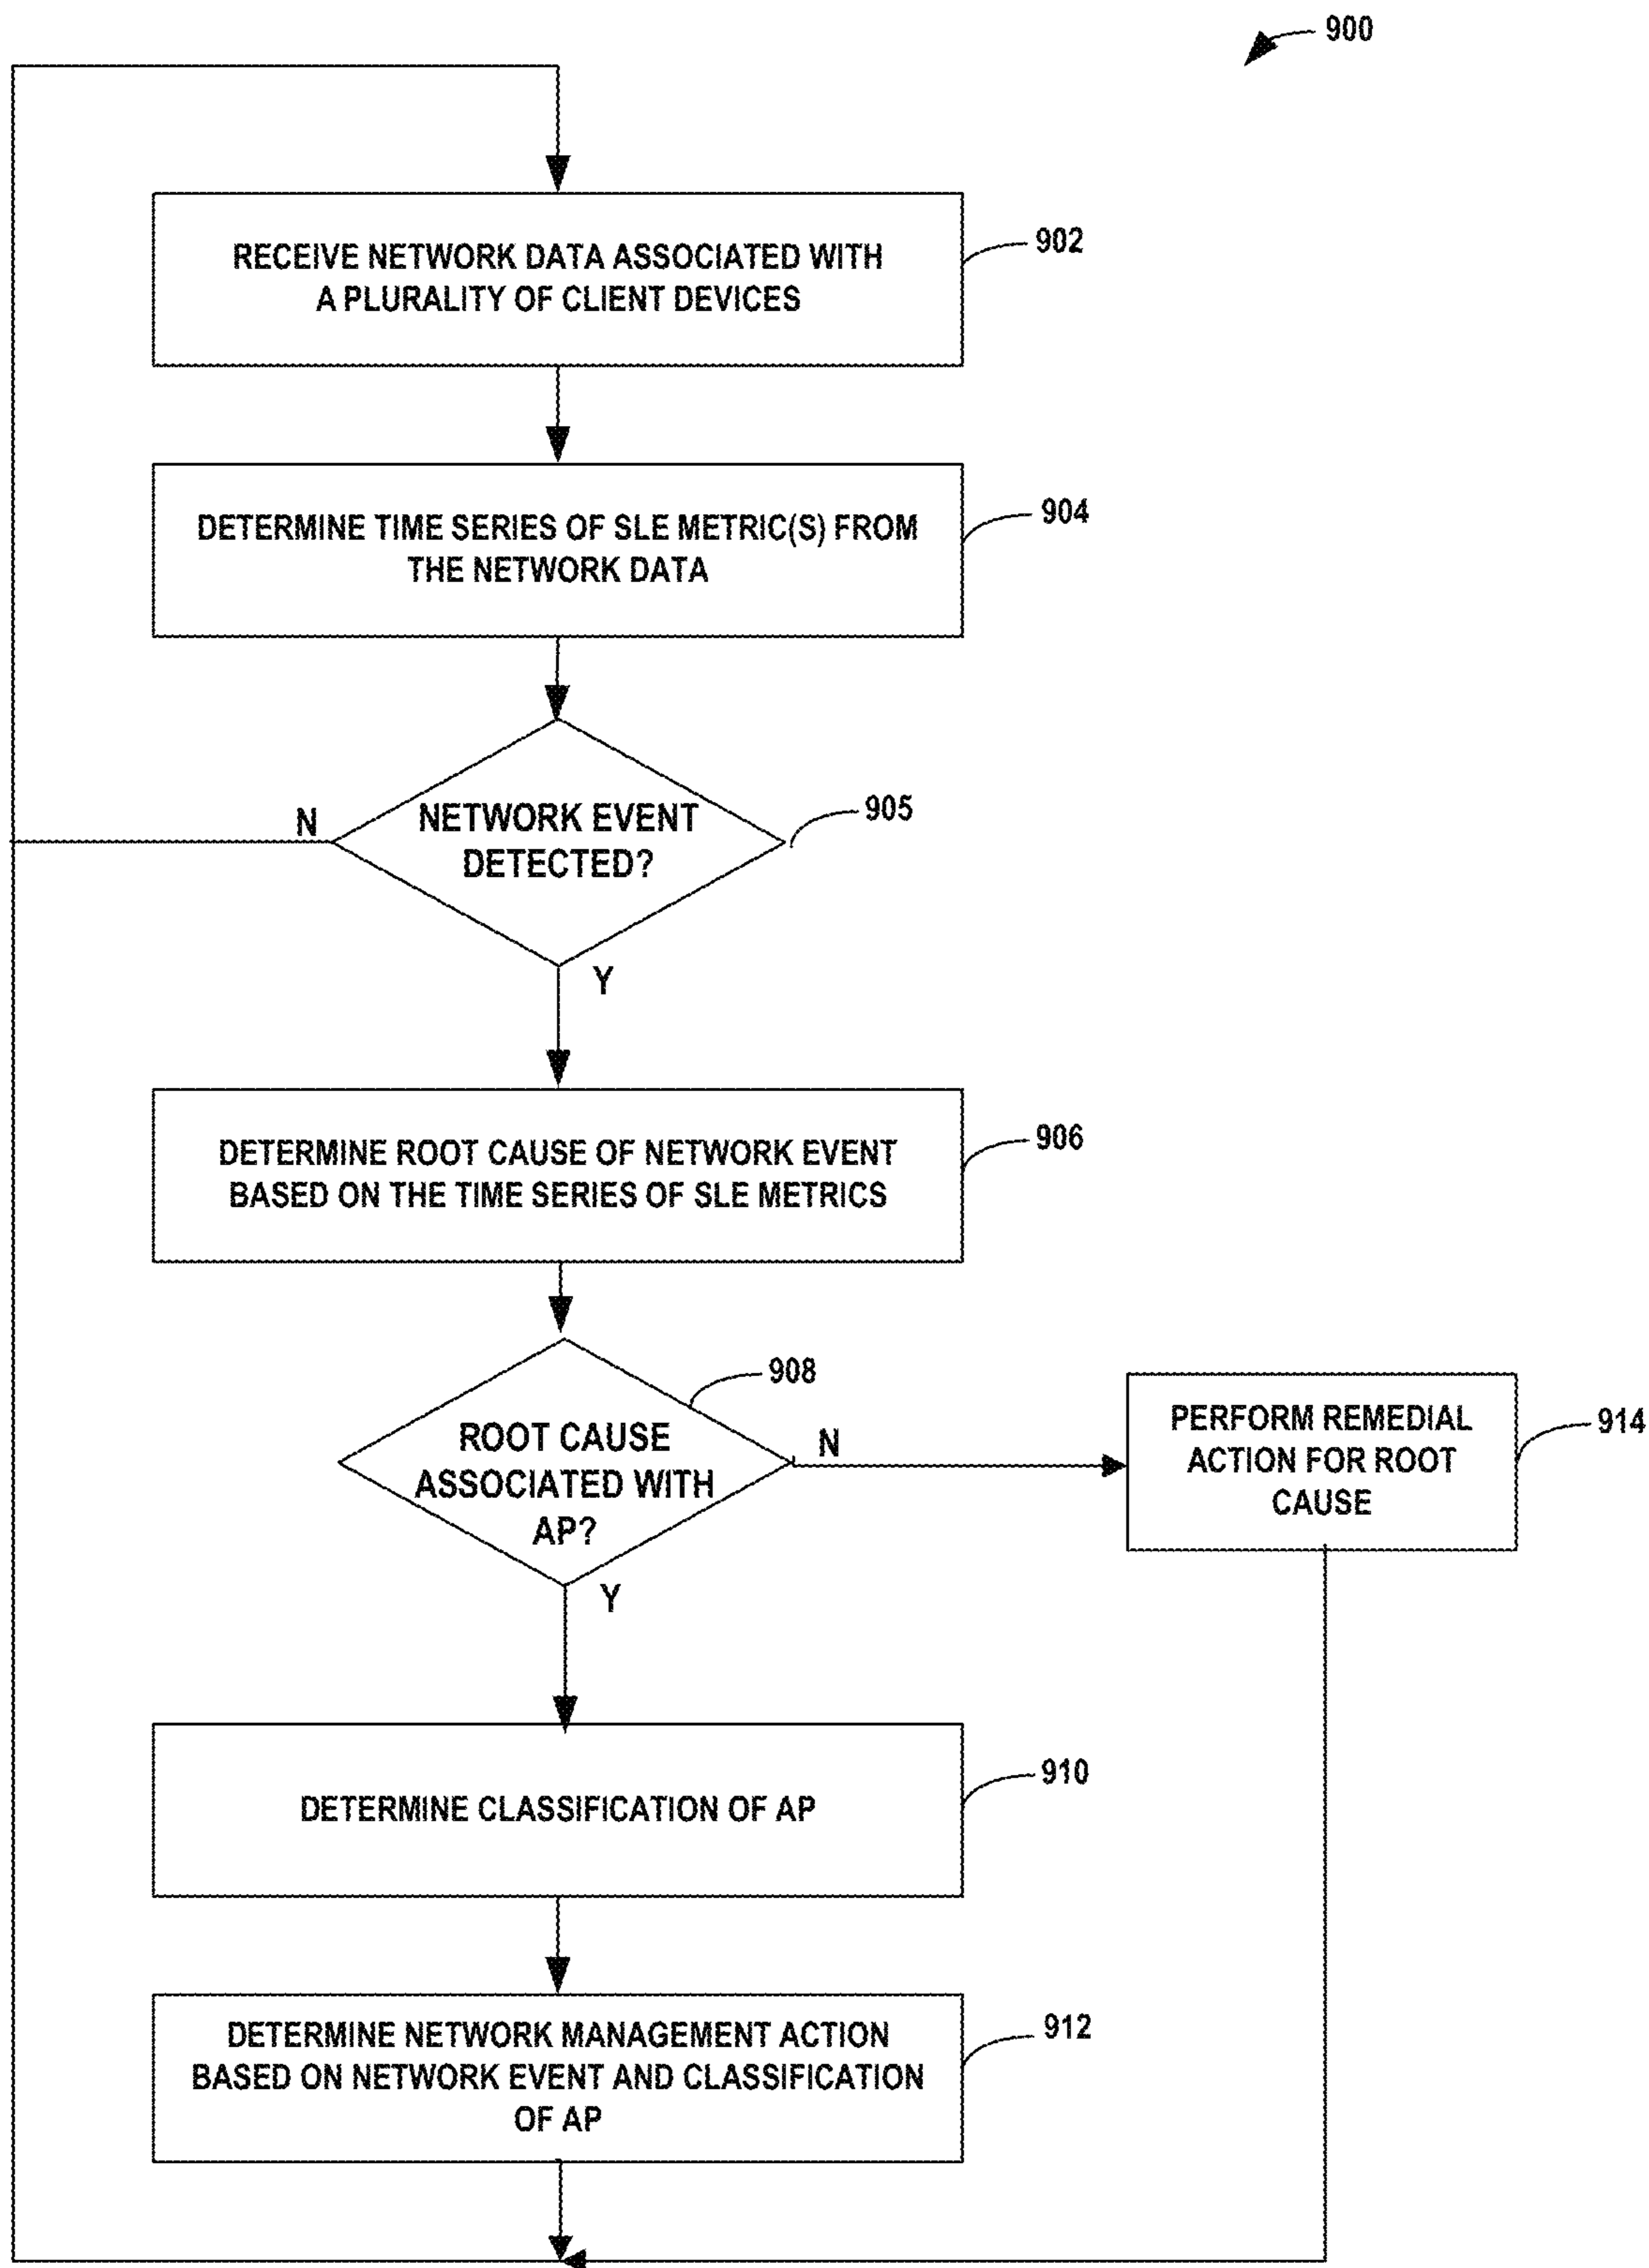 900
RECEIVE NETWORK DATA ASSOCIATED WITH
A PLURALITY OF CLIENT DEVICES
902
DETERMINE TIME SERIES OF SLE METRIC(S) FROM
THE NETWORK DATA
904
NETWORK EVENT
DETECTED?
905
N
Y
DETERMINE ROOT CAUSE OF NETWORK EVENT
BASED ON THE TIME SERIES OF SLE METRICS
906
ROOT CAUSE
ASSOCIATED WITH
AP?
908
N
Y
PERFORM REMEDIAL
ACTION FOR ROOT
CAUSE
914
DETERMINE CLASSIFICATION OF AP
910
DETERMINE NETWORK MANAGEMENT ACTION
BASED ON NETWORK EVENT AND CLASSIFICATION
OF AP
912